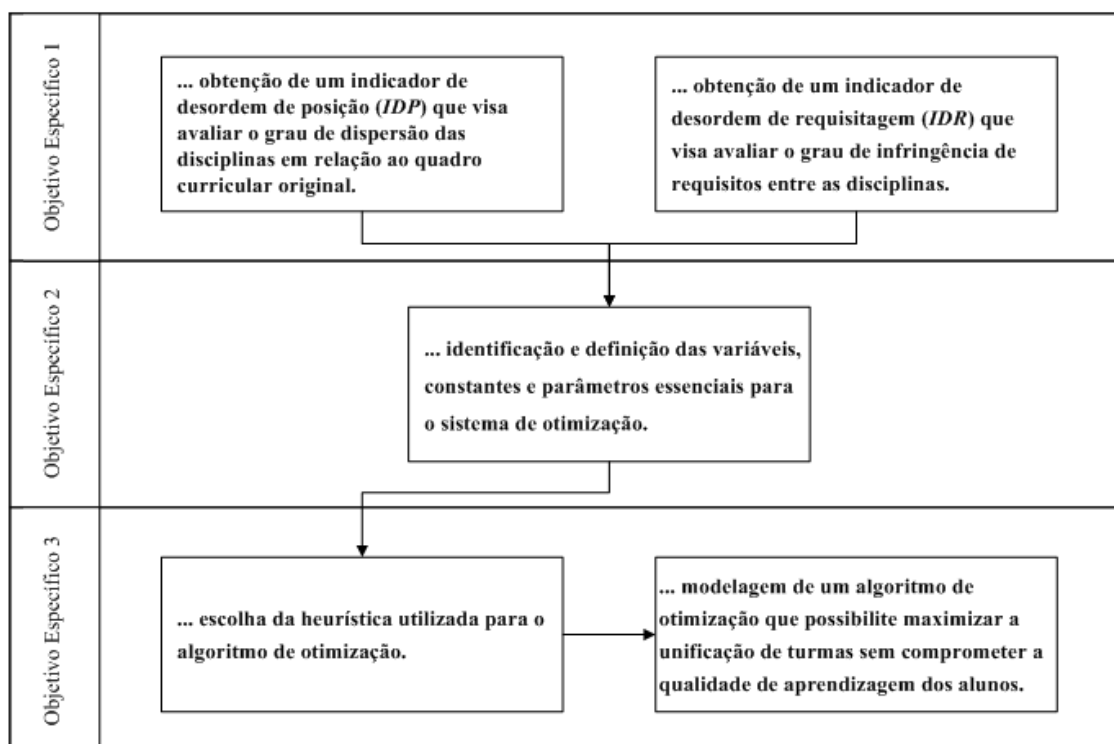 Objetivo Específico 1
... obtenção de um indicador de
desordem de posição (IDP) que visa
avaliar o grau de dispersão das
disciplinas em relação ao quadro
curricular original.
... obtenção de um indicador de
desordem de requisitagem (IDR) que
visa avaliar o grau de infringência de
requisitos entre as disciplinas.
Objetivo Específico 2
... identificação e definição das variáveis,
constantes e parâmetros essenciais para
o sistema de otimização.
Objetivo Específico 3
... escolha da heurística utilizada para o
algoritmo de otimização.
... modelagem de um algoritmo de
otimização que possibilite maximizar a
unificação de turmas sem comprometer a
qualidade de aprendizagem dos alunos.